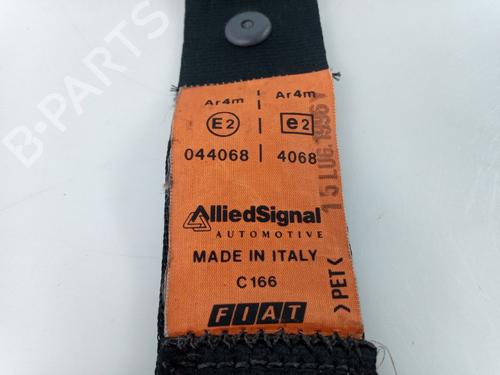 B-PARTS
Ar4m | Ar4m
E2 e2
044068 | 4068
AlliedSignal
AUTOMOTIVE
MADE IN ITALY
C166
FIAT
15 LUG. 1996
>PET<